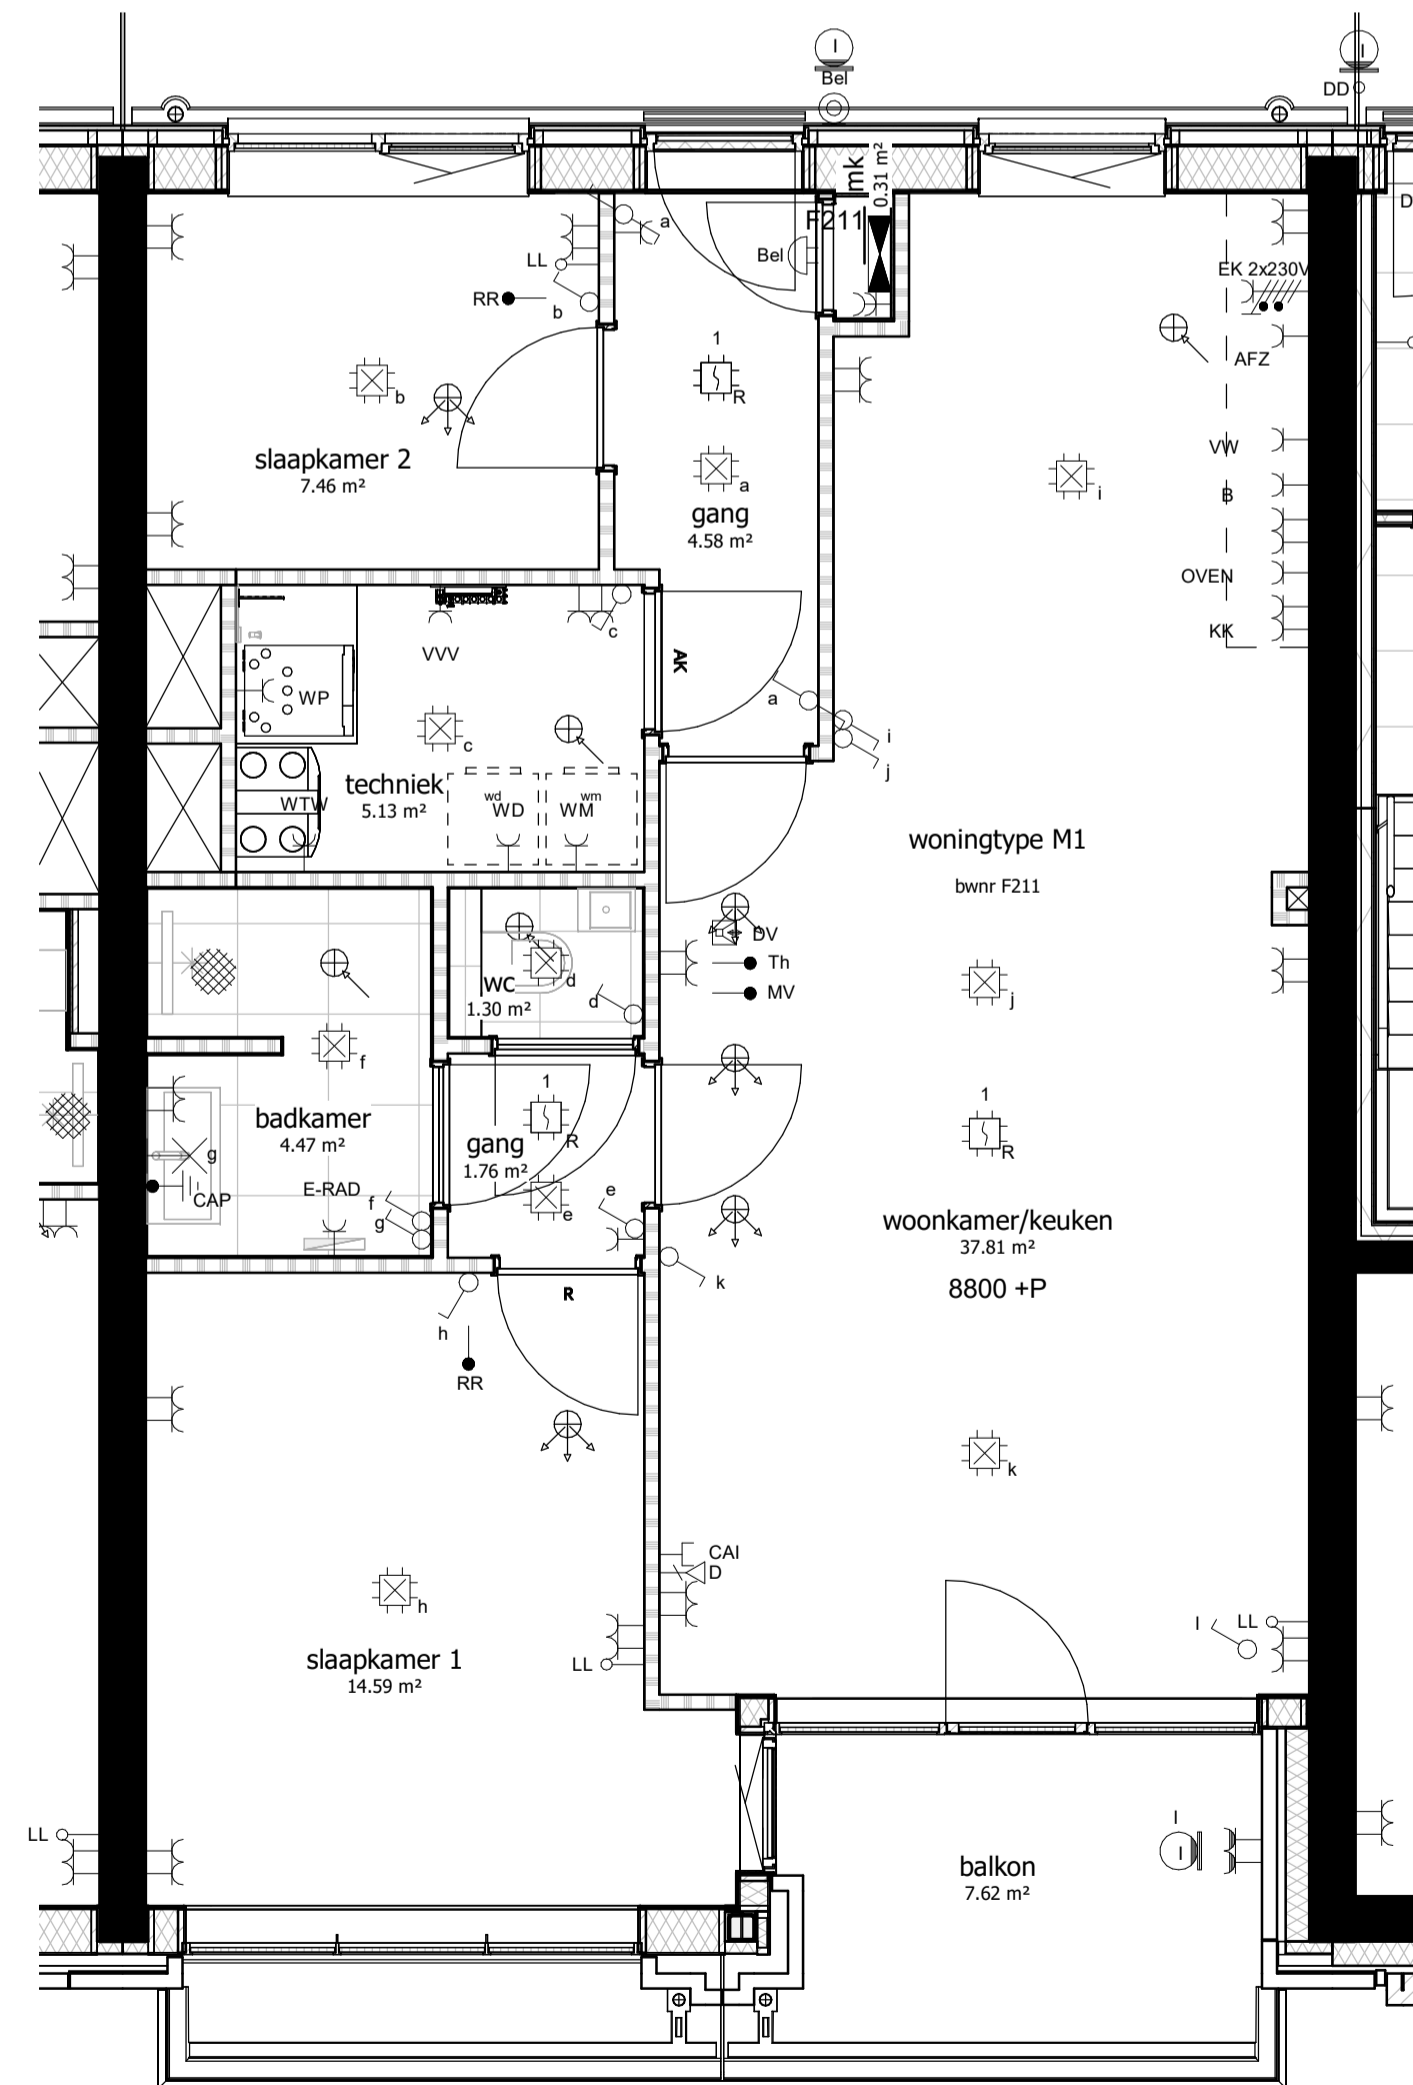 I
I
Bel
DD
mk
0.31 m²
F211
D
a
Bel
LL
RR
b
EK 2x230V
AFZ
1
R
b
slaapkamer 2
7.46 m²
a
gang
4.58 m²
i
VW
B
OVEN
KK
c
VVV
AK
WP
a
c
i
j
techniek
5.13 m²
WTW
wd
WD
wm
WM
woningtype M1
bwnr F211
DV
Th
MV
d
WC
1.30 m²
d
j
f
1
R
badkamer
4.47 m²
gang
1.76 m²
1
R
g
CAP
E-RAD
f
g
e
e
woonkamer/keuken
37.81 m²
8800 +P
k
R
h
RR
k
CAI
D
h
slaapkamer 1
14.59 m²
LL
l
LL
LL
l
I
balkon
7.62 m²